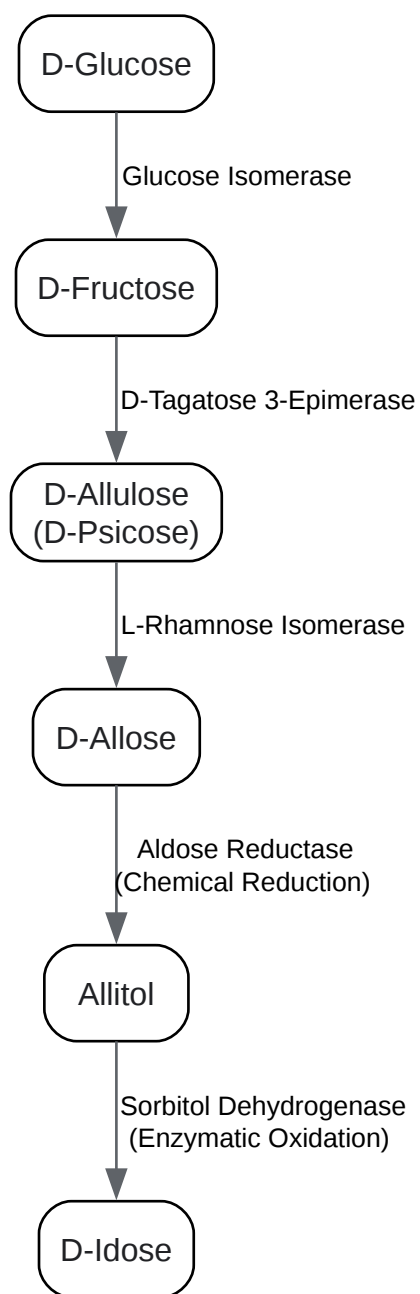 D-Glucose
Glucose Isomerase
D-Fructose
D-Tagatose 3-Epimerase
D-Allulose
(D-Psicose)
L-Rhamnose Isomerase
D-Allose
Aldose Reductase
(Chemical Reduction)
Allitol
Sorbitol Dehydrogenase
(Enzymatic Oxidation)
D-Idose